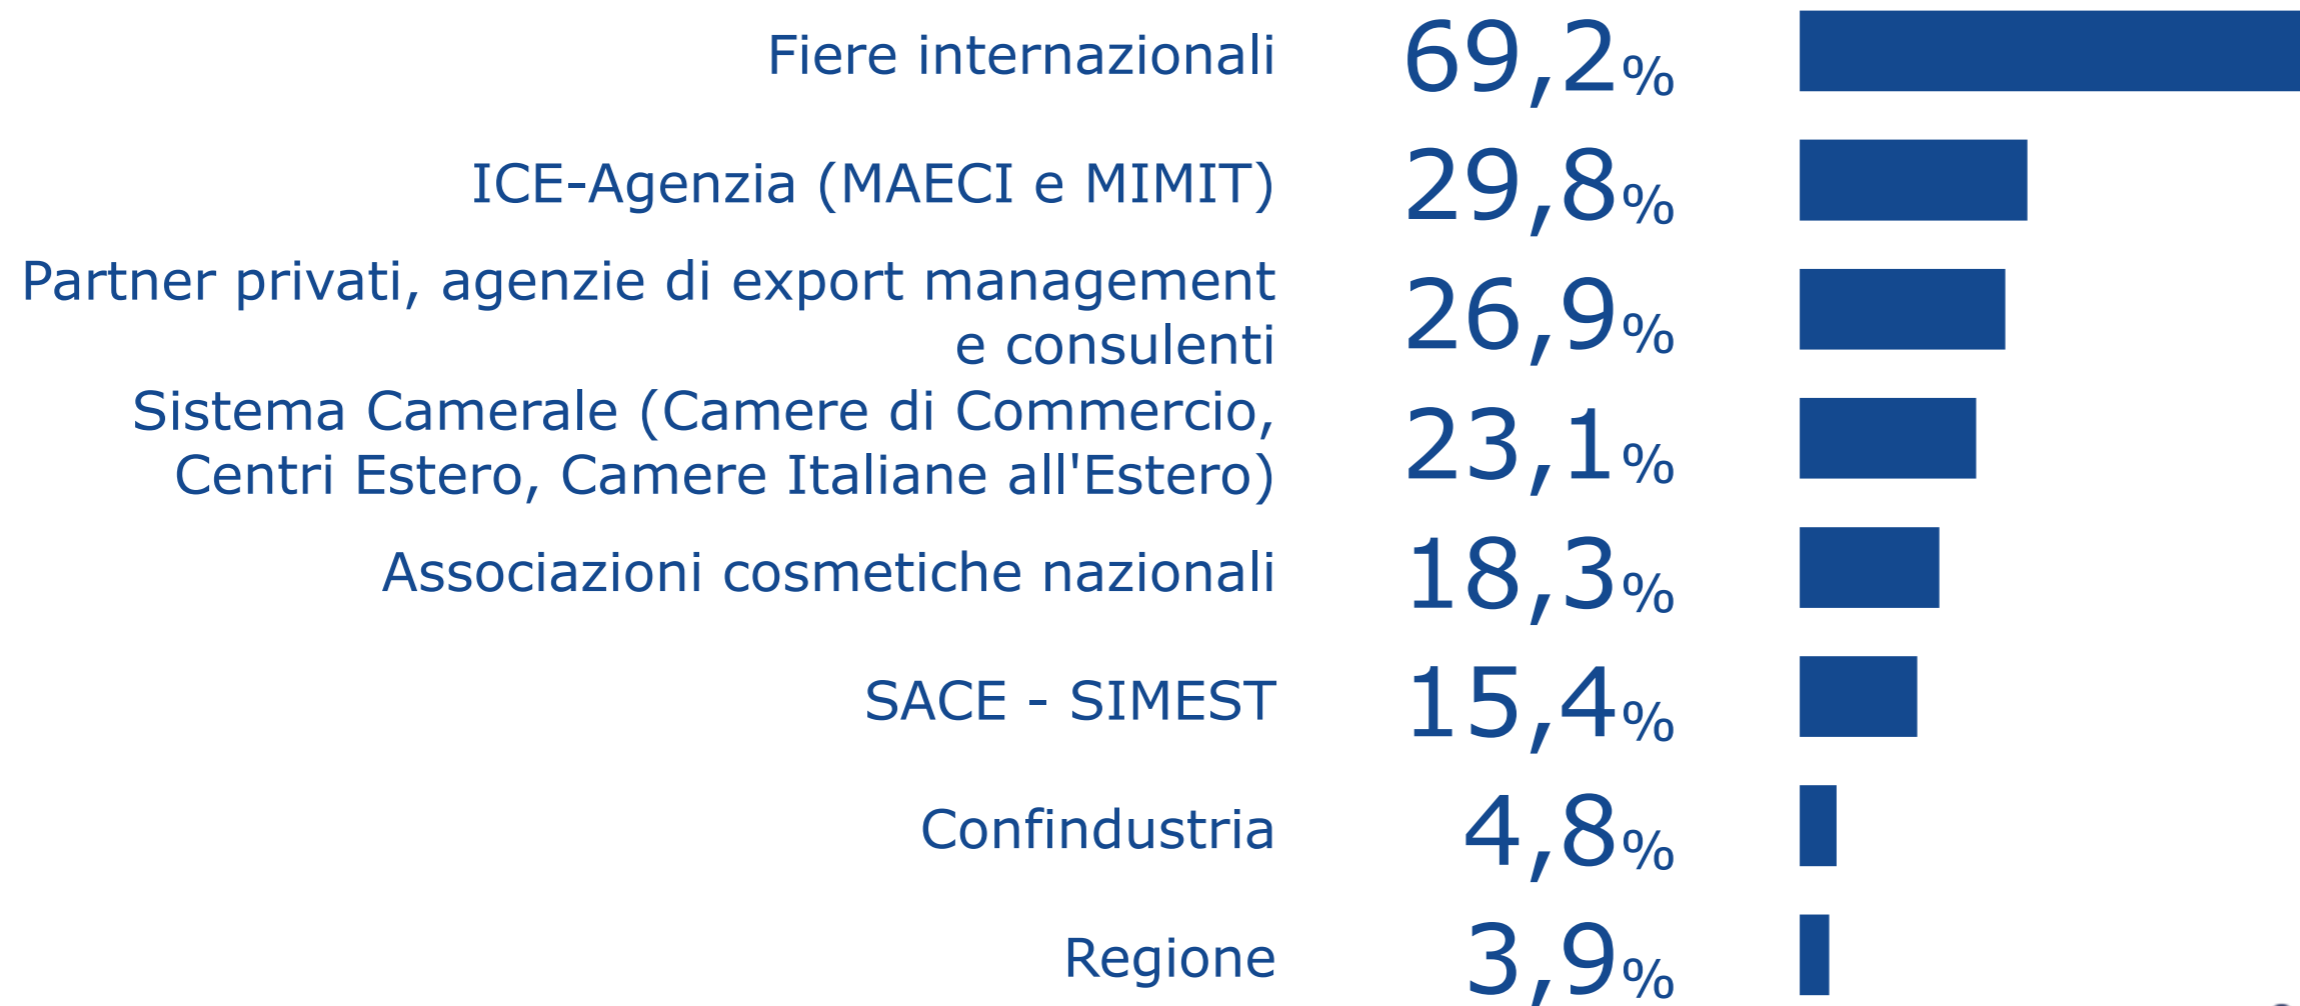 Fiere internazionali 69,2%
ICE-Agenzia (MAECI e MIMIT) 29,8%
Partner privati, agenzie di export management
e consulenti 26,9%
Sistema Camerale (Camere di Commercio,
Centri Estero, Camere Italiane all'Estero) 23,1%
Associazioni cosmetiche nazionali 18,3%
SACE - SIMEST 15,4%
Confindustria 4,8%
Regione 3,9%